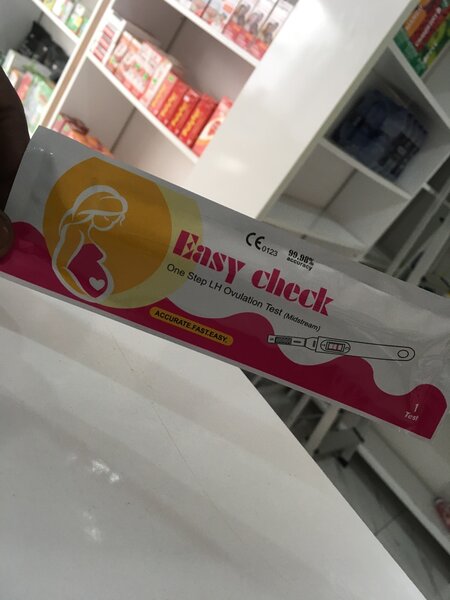 Easy check
CE 0123
99.98%
accuracy
One Step LH Ovulation Test (Midstream)
ACCURATE.FAST.EASY.
1
Test